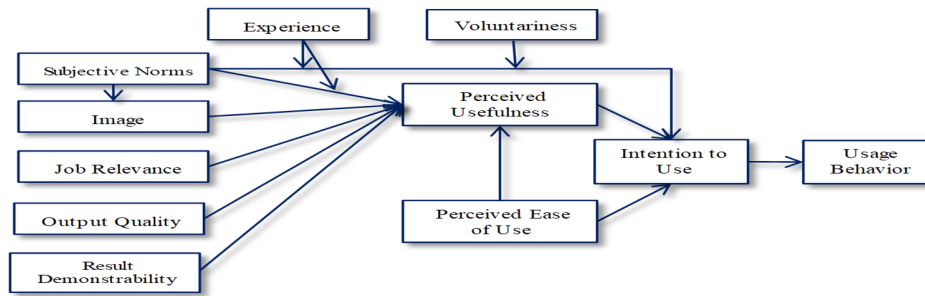 Experience
Voluntariness
Subjective Norms
Image
Perceived
Usefulness
Job Relevance
Intention to
Use
Usage
Behavior
Output Quality
Perceived Ease
of Use
Result
Demonstrability